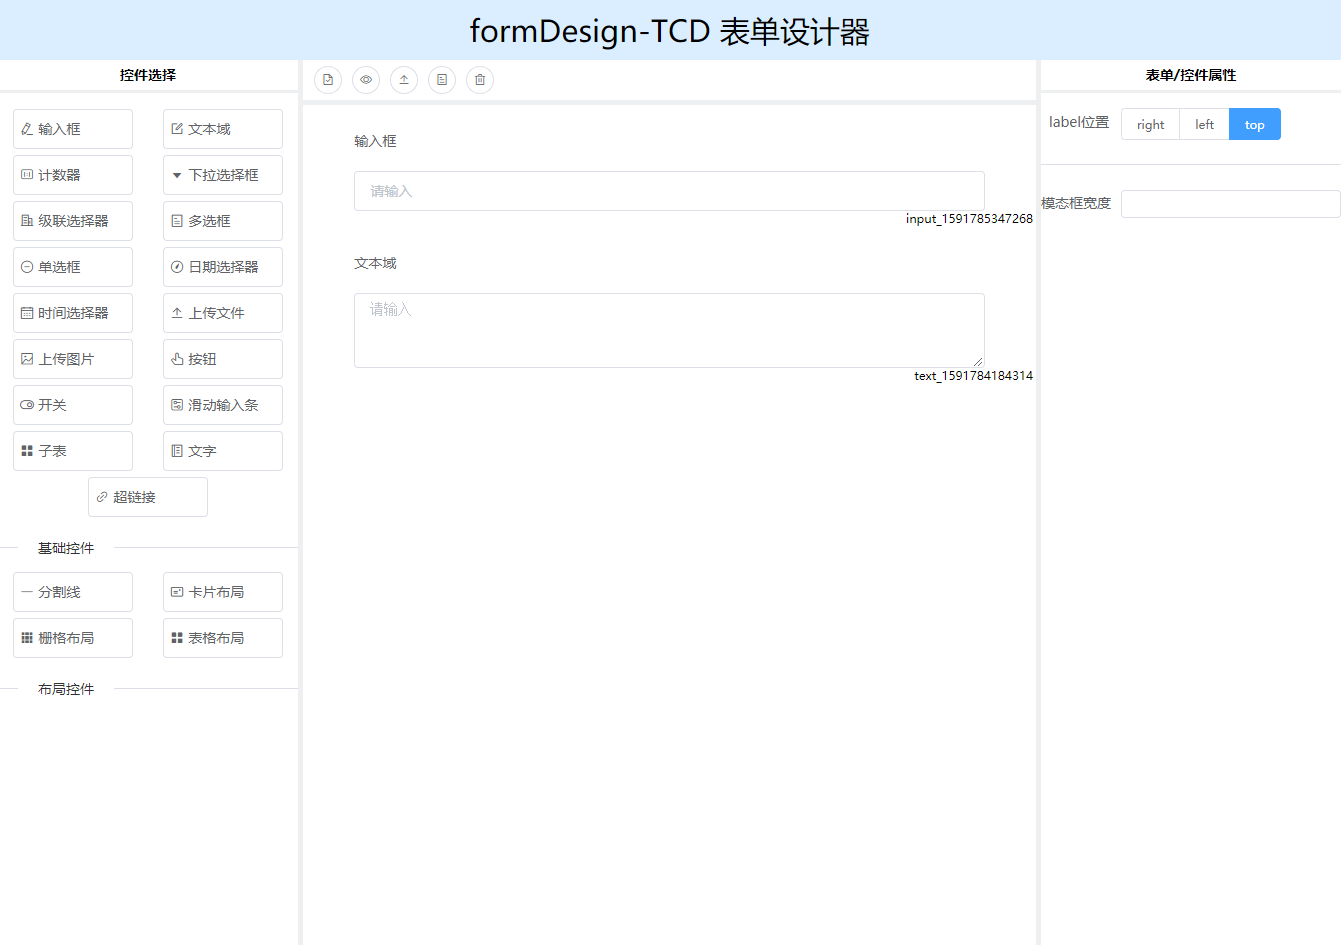 formDesign-TCD 表单设计器
控件选择
输入框
文本域
计数器
下拉选择框
级联选择器
多选框
单选框
日期选择器
时间选择器
上传文件
上传图片
按钮
开关
滑动输入条
子表
文字
超链接
基础控件
分割线
卡片布局
栅格布局
表格布局
布局控件
输入框
请输入
input_1591785347268
文本域
请输入
text_1591784184314
表单/控件属性
label位置 right left top
模态框宽度